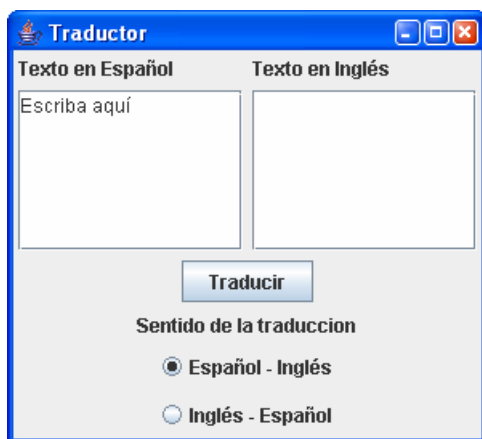 Traductor
Texto en Español Texto en Inglés
Escriba aquí
Traducir
Sentido de la traduccion
Español - Inglés
Inglés - Español